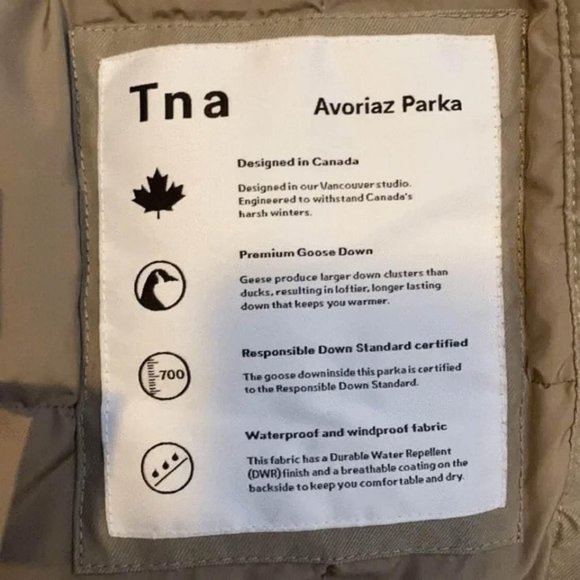 Tna
Avoriaz Parka
Designed in Canada
Designed in our Vancouver studio.
Engineered to withstand Canada's
harsh winters.
Premium Goose Down
Geese produce larger down clusters than
ducks, resulting in loftier, longer lasting
down that keeps you warmer.
700
Responsible Down Standard certified
The goose down inside this parka is certified
to the Responsible Down Standard.
Waterproof and windproof fabric
This fabric has a Durable Water Repellent
(DWR) finish and a breathable coating on the
backside to keep you comfortable and dry.